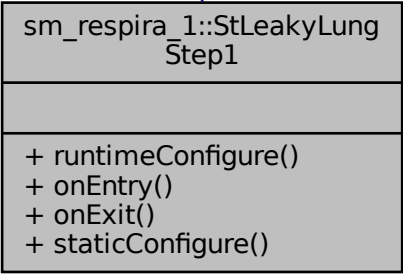 sm_respira_1::StLeakyLung
Step1
+ runtimeConfigure()
+ onEntry()
+ onExit()
+ staticConfigure()